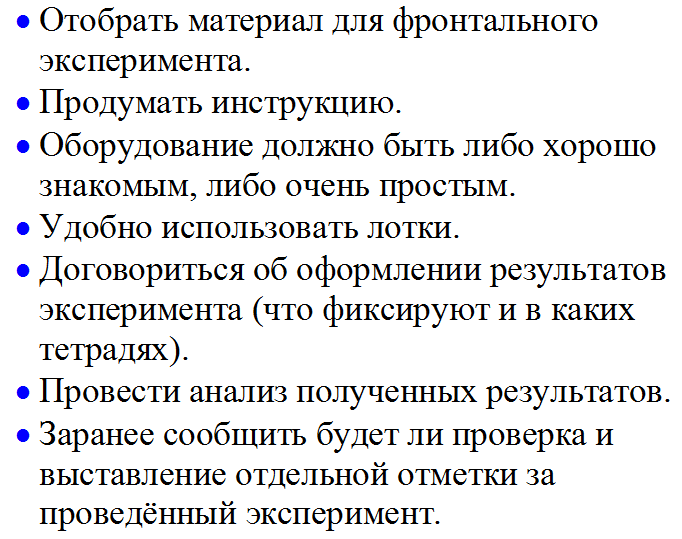 • Отобрать материал для фронтального
эксперимента.
• Продумать инструкцию.
• Оборудование должно быть либо хорошо
знакомым, либо очень простым.
• Удобно использовать лотки.
• Договориться об оформлении результатов
эксперимента (что фиксируют и в каких
тетрадях).
• Провести анализ полученных результатов.
• Заранее сообщить будет ли проверка и
выставление отдельной отметки за
проведённый эксперимент.